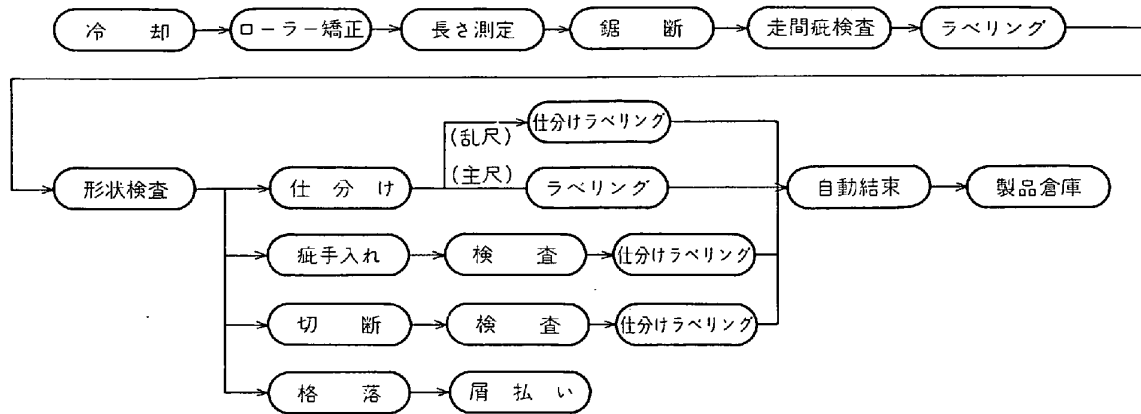 冷却
ローラー矯正
長さ測定
鋸断
走間疵検査
ラベリング
(乱尺)
仕分けラベリング
形状検査
仕分け
(主尺)
ラベリング
自動結束
製品倉庫
疵手入れ
検査
仕分けラベリング
切断
検査
仕分けラベリング
格落
屑払い